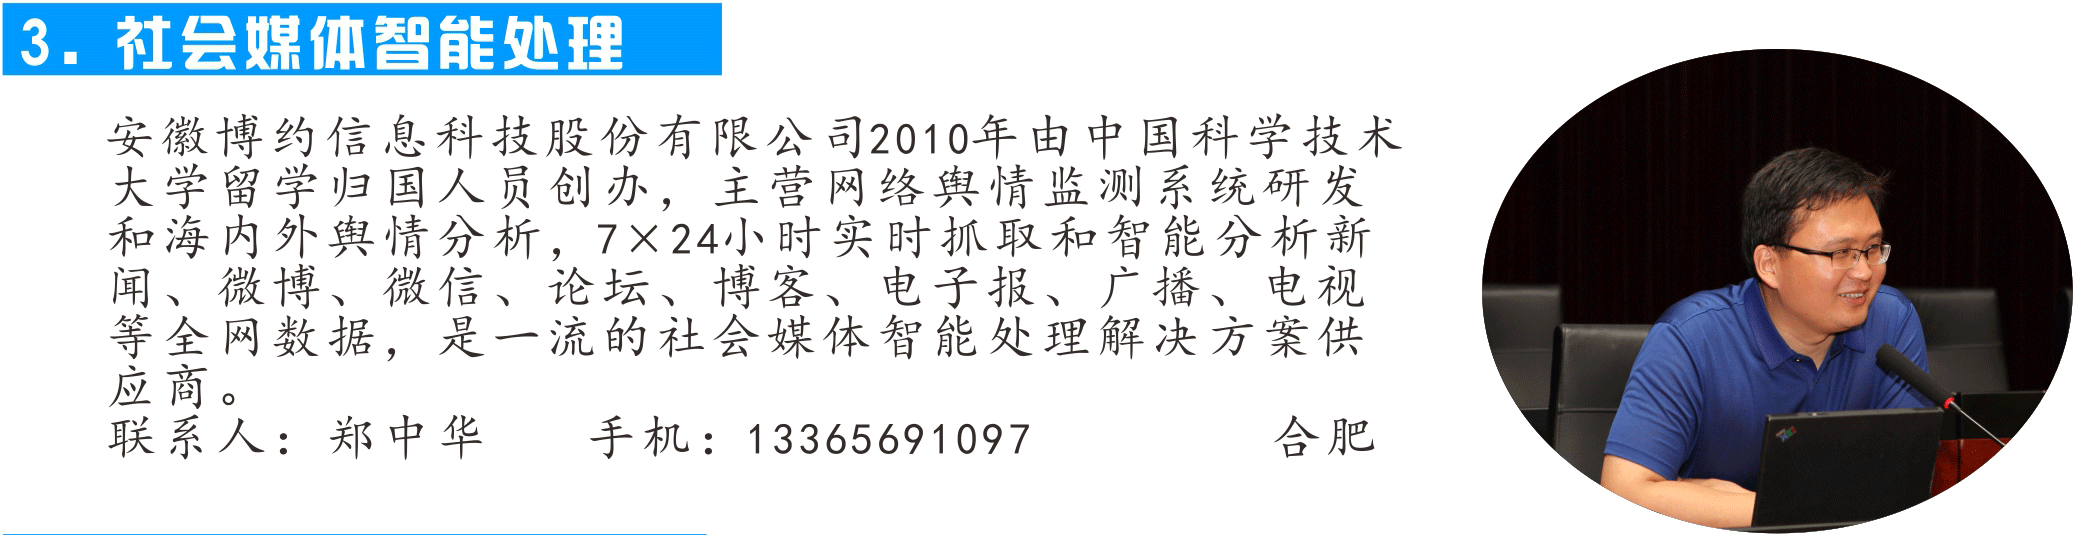 3. 社会媒体智能处理
安徽博约信息科技股份有限公司2010年由中国科学技术
大学留学归国人员创办，主营网络舆情监测系统研发
和海内外舆情分析，7×24小时实时抓取和智能分析新
闻、微博、微信、论坛、博客、电子报、广播、电视
等全网数据，是一流的社会媒体智能处理解决方案供
应商。
联系人：郑中华 手机：13365691097 合肥